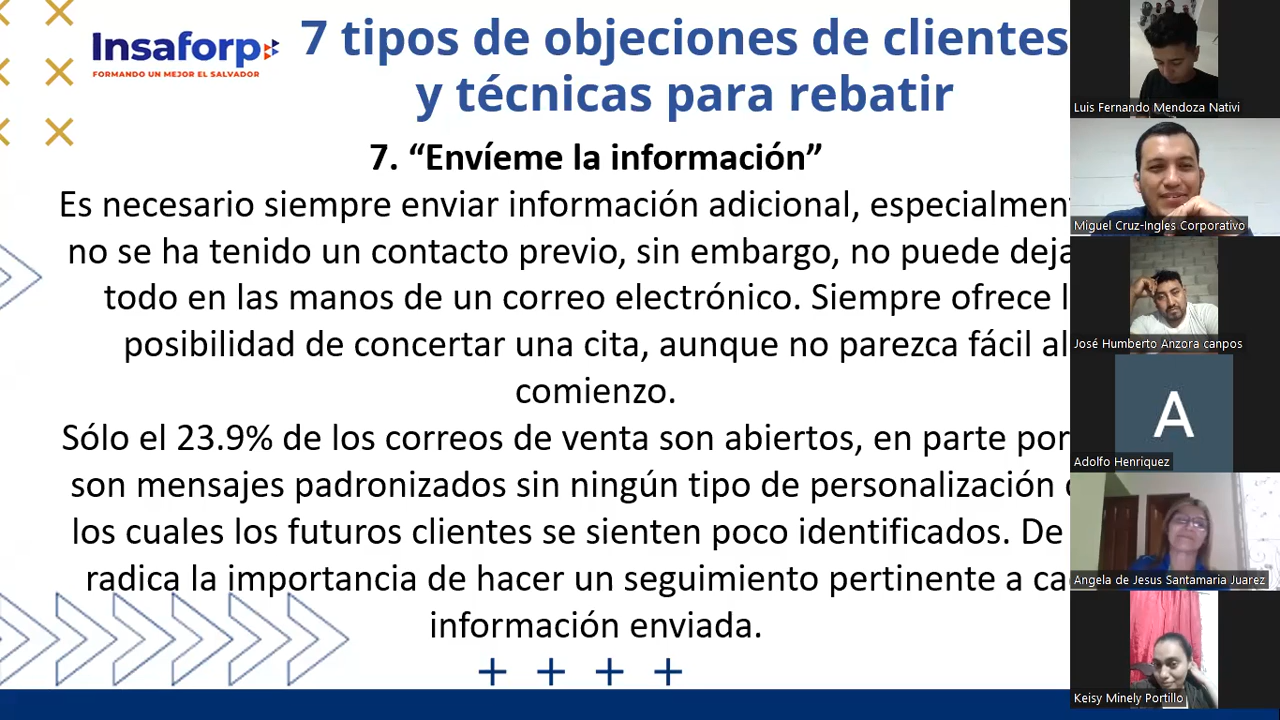 Insaforp
FORMANDO UN MEJOR EL SALVADOR
7 tipos de objeciones de clientes
y técnicas para rebatir
7. “Envíeme la información”
Es necesario siempre enviar información adicional, especialmen
no se ha tenido un contacto previo, sin embargo, no puede deja
todo en las manos de un correo electrónico. Siempre ofrece l
posibilidad de concertar una cita, aunque no parezca fácil al
comienzo.
Sólo el 23.9% de los correos de venta son abiertos, en parte por
son mensajes padronizados sin ningún tipo de personalización
los cuales los futuros clientes se sienten poco identificados. De
radica la importancia de hacer un seguimiento pertinente a ca
información enviada.
Luis Fernando Mendoza Nativi
Miguel Cruz-Ingles Corporativo
José Humberto Anzora canpos
A
Adolfo Henriquez
Angela de Jesus Santamaria Juarez
Keisy Minely Portillo